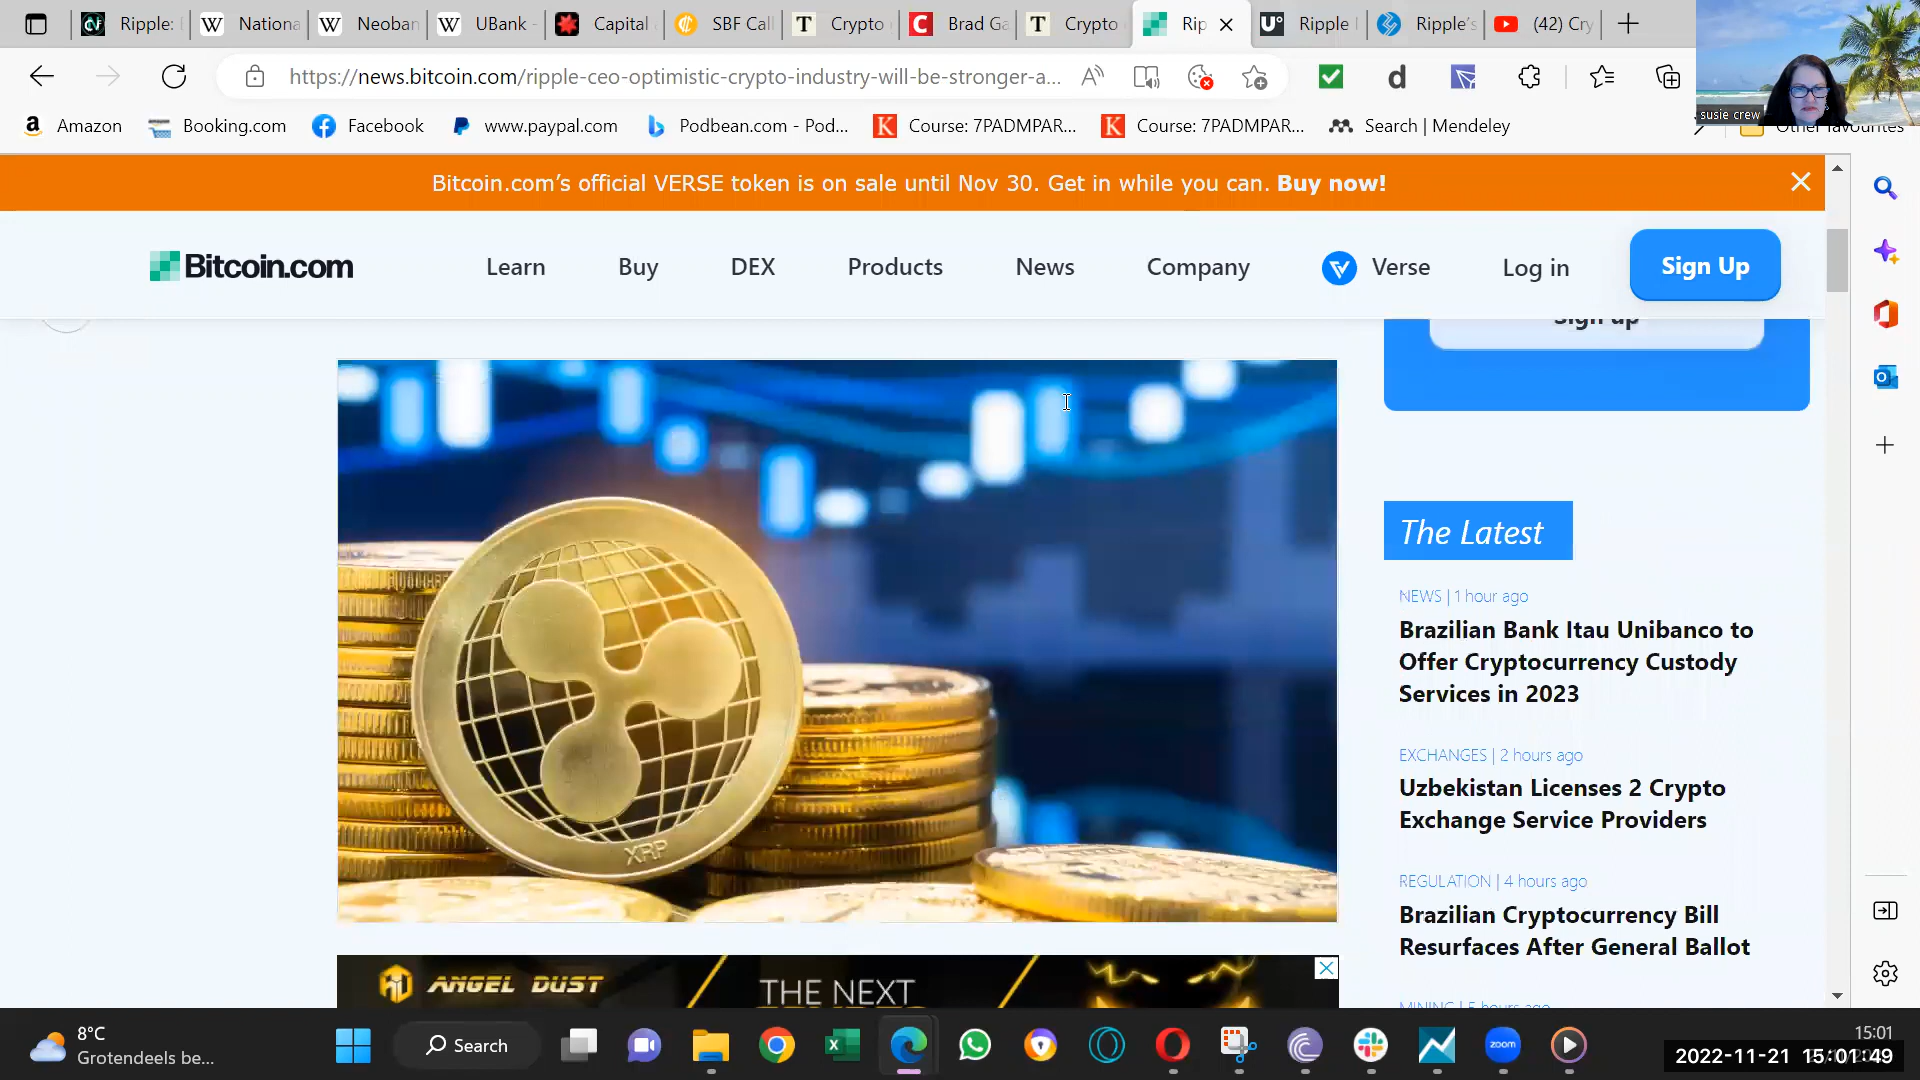 Ripple: 
Nationa
Neoban
UBank -
Capital
SBF Call
Crypto
Brad Ga
Crypto
Rip
Ripple
Ripple's
(42) Cry
https://news.bitcoin.com/ripple-ceo-optimistic-crypto-industry-will-be-stronger-a...
susie crew
Amazon
Booking.com
Facebook
www.paypal.com
Podbean.com - Pod...
Course: 7PADMPAR...
Course: 7PADMPAR...
Search | Mendeley
Other favourites
Bitcoin.com’s official VERSE token is on sale until Nov 30. Get in while you can. Buy now!
Bitcoin.com
Learn
Buy
DEX
Products
News
Company
Verse
Log in
Sign Up
Sign up
XRP
The Latest
NEWS | 1 hour ago
Brazilian Bank Itau Unibanco to
Offer Cryptocurrency Custody
Services in 2023
EXCHANGES | 2 hours ago
Uzbekistan Licenses 2 Crypto
Exchange Service Providers
REGULATION | 4 hours ago
Brazilian Cryptocurrency Bill
Resurfaces After General Ballot
MINING | 5 hours ago
ANGEL DUST
THE NEXT
8°C
Grotendeels be...
Search
zoom
15:01
2022-11-21 15:01:49